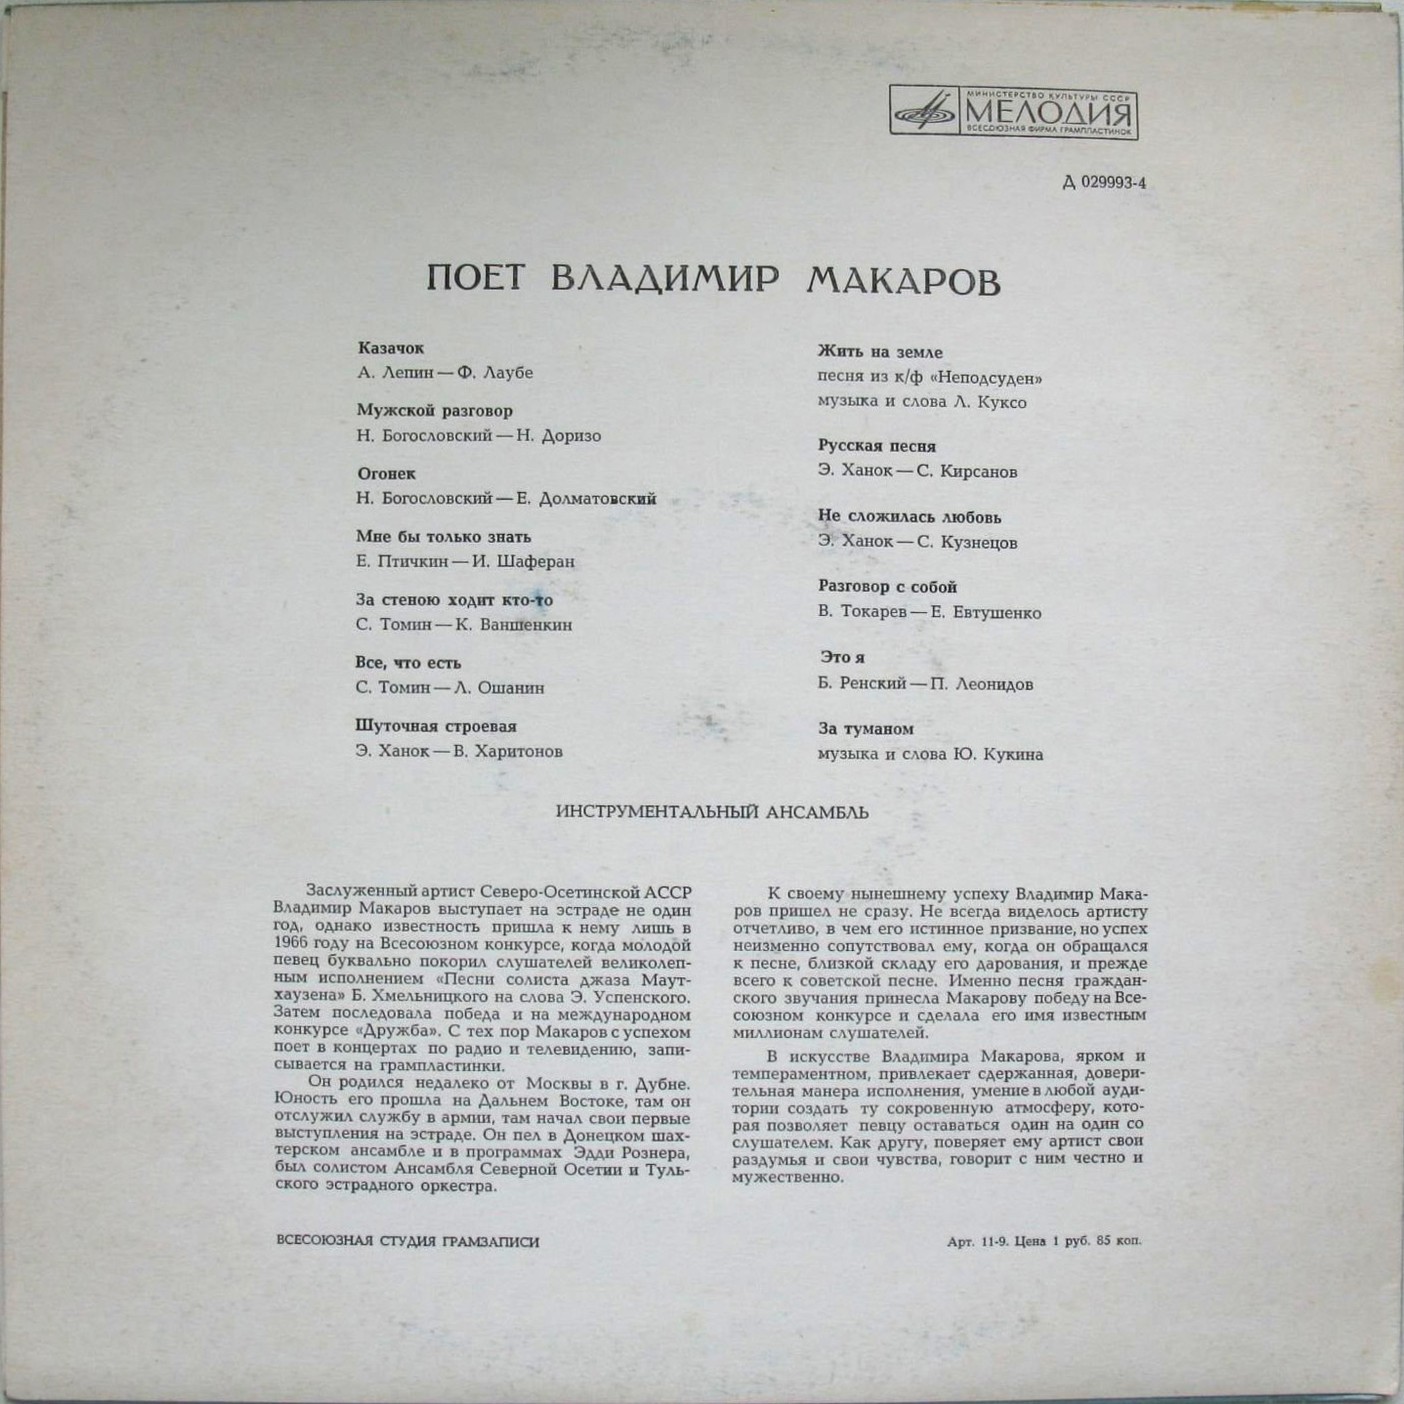 МИНИСТЕРСТВО КУЛЬТУРЫ СССР
МЕЛОДИЯ
ВСЕСОЮЗНАЯ ФИРМА ГРАМПЛАСТИНОК
Д 029993-4
ПОЕТ ВЛАДИМИР МАКАРОВ
Казачок
А. Лепин — Ф. Лаубе
Мужской разговор
Н. Богословский — Н. Доризо
Огонек
Н. Богословский — Е. Долматовский
Мне бы только знать
Е. Птичкин — И. Шаферан
За стеною ходит кто-то
С. Томин — К. Ваншенкин
Все, что есть
С. Томин — Л. Ошанин
Шуточная строевая
Э. Ханок — В. Харитонов
Жить на земле
песня из к/ф «Неподсуден»
музыка и слова Л. Куксо
Русская песня
Э. Ханок — С. Кирсанов
Не сложилась любовь
Э. Ханок — С. Кузнецов
Разговор с собой
В. Токарев — Е. Евтушенко
Это я
Б. Ренский — П. Леонидов
За туманом
музыка и слова Ю. Кукина
ИНСТРУМЕНТАЛЬНЫЙ АНСАМБЛЬ
Заслуженный артист Северо-Осетинской АССР
Владимир Макаров выступает на эстраде не один
год, однако известность пришла к нему лишь в
1966 году на Всесоюзном конкурсе, когда молодой
певец буквально покорил слушателей великолеп-
ным исполнением «Песни солиста джаза Маут-
хаузена» Б. Хмельницкого на слова Э. Успенского.
Затем последовала победа и на международном
конкурсе «Дружба». С тех пор Макаров с успехом
поет в концертах по радио и телевидению, запи-
сывается на грампластинки.
Он родился недалеко от Москвы в г. Дубне.
Юность его прошла на Дальнем Востоке, там он
отслужил службу в армии, там начал свои первые
выступления на эстраде. Он пел в Донецком шах-
терском ансамбле и в программах Эдди Рознера,
был солистом Ансамбля Северной Осетии и Туль-
ского эстрадного оркестра.
К своему нынешнему успеху Владимир Мака-
ров пришел не сразу. Не всегда виделось артисту
отчетливо, в чем его истинное призвание, но успех
неизменно сопутствовал ему, когда он обращался
к песне, близкой складу его дарования, и прежде
всего к советской песне. Именно песня граждан-
ского звучания принесла Макарову победу на Все-
союзном конкурсе и сделала его имя известным
миллионам слушателей.
В искусстве Владимира Макарова, ярком и
темпераментном, привлекает сдержанная, довери-
тельная манера исполнения, умение в любой ауди-
тории создать ту сокровенную атмосферу, кото-
рая позволяет певцу оставаться один на один со
слушателем. Как другу, поверяет ему артист свои
раздумья и свои чувства, говорит с ним честно и
мужественно.
ВСЕСОЮЗНАЯ СТУДИЯ ГРАМЗАПИСИ
Арт. 11-9. Цена 1 руб. 85 коп.